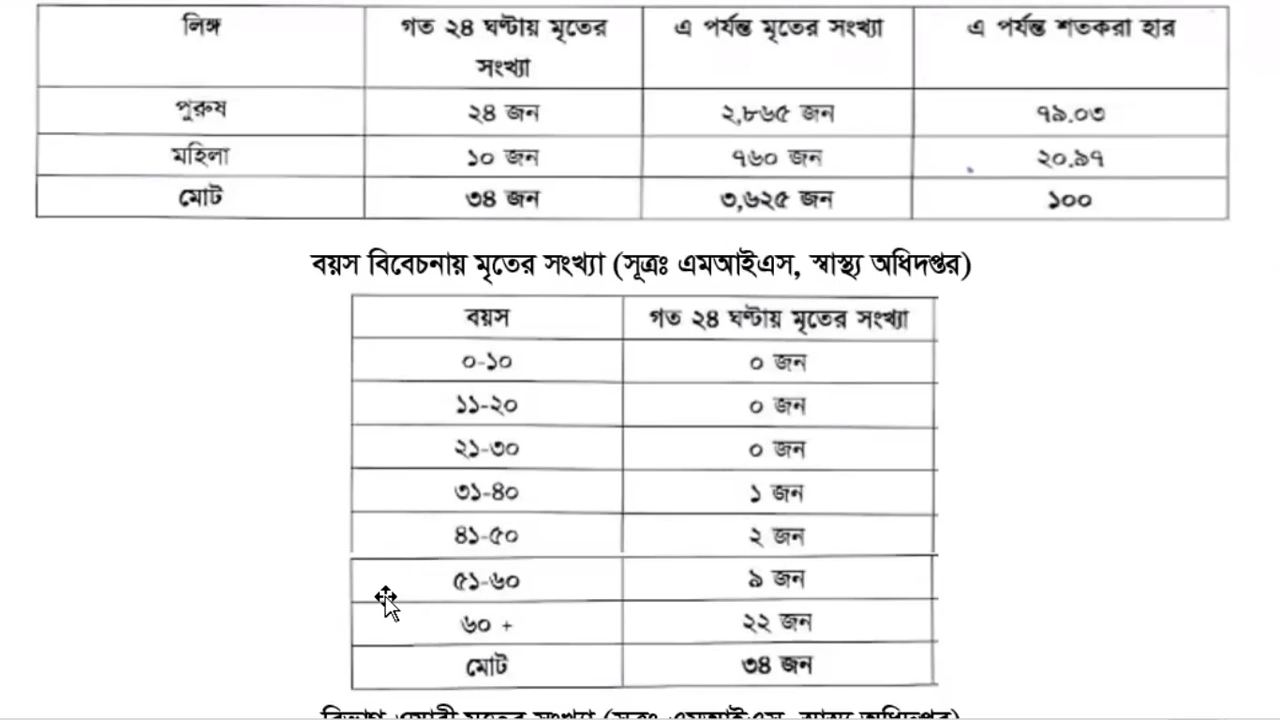 লিঙ্গ গত ২৪ ঘণ্টায় মৃতের সংখ্যা এ পর্যন্ত মৃতের সংখ্যা এ পর্যন্ত শতকরা হার
পুরুষ ২৪ জন ২,৮৬৫ জন ৭৯.০৩
মহিলা ১০ জন ৭৬০ জন ২০.৯৭
মোট ৩৪ জন ৩,৬২৫ জন ১০০
বয়স বিবেচনায় মৃতের সংখ্যা (সূত্রঃ এমআইএস, স্বাস্থ্য অধিদপ্তর)
বয়স গত ২৪ ঘণ্টায় মৃতের সংখ্যা
০-১০ ০ জন
১১-২০ ০ জন
২১-৩০ ০ জন
৩১-৪০ ১ জন
৪১-৫০ ২ জন
৫১-৬০ ৯ জন
৬০ + ২২ জন
মোট ৩৪ জন